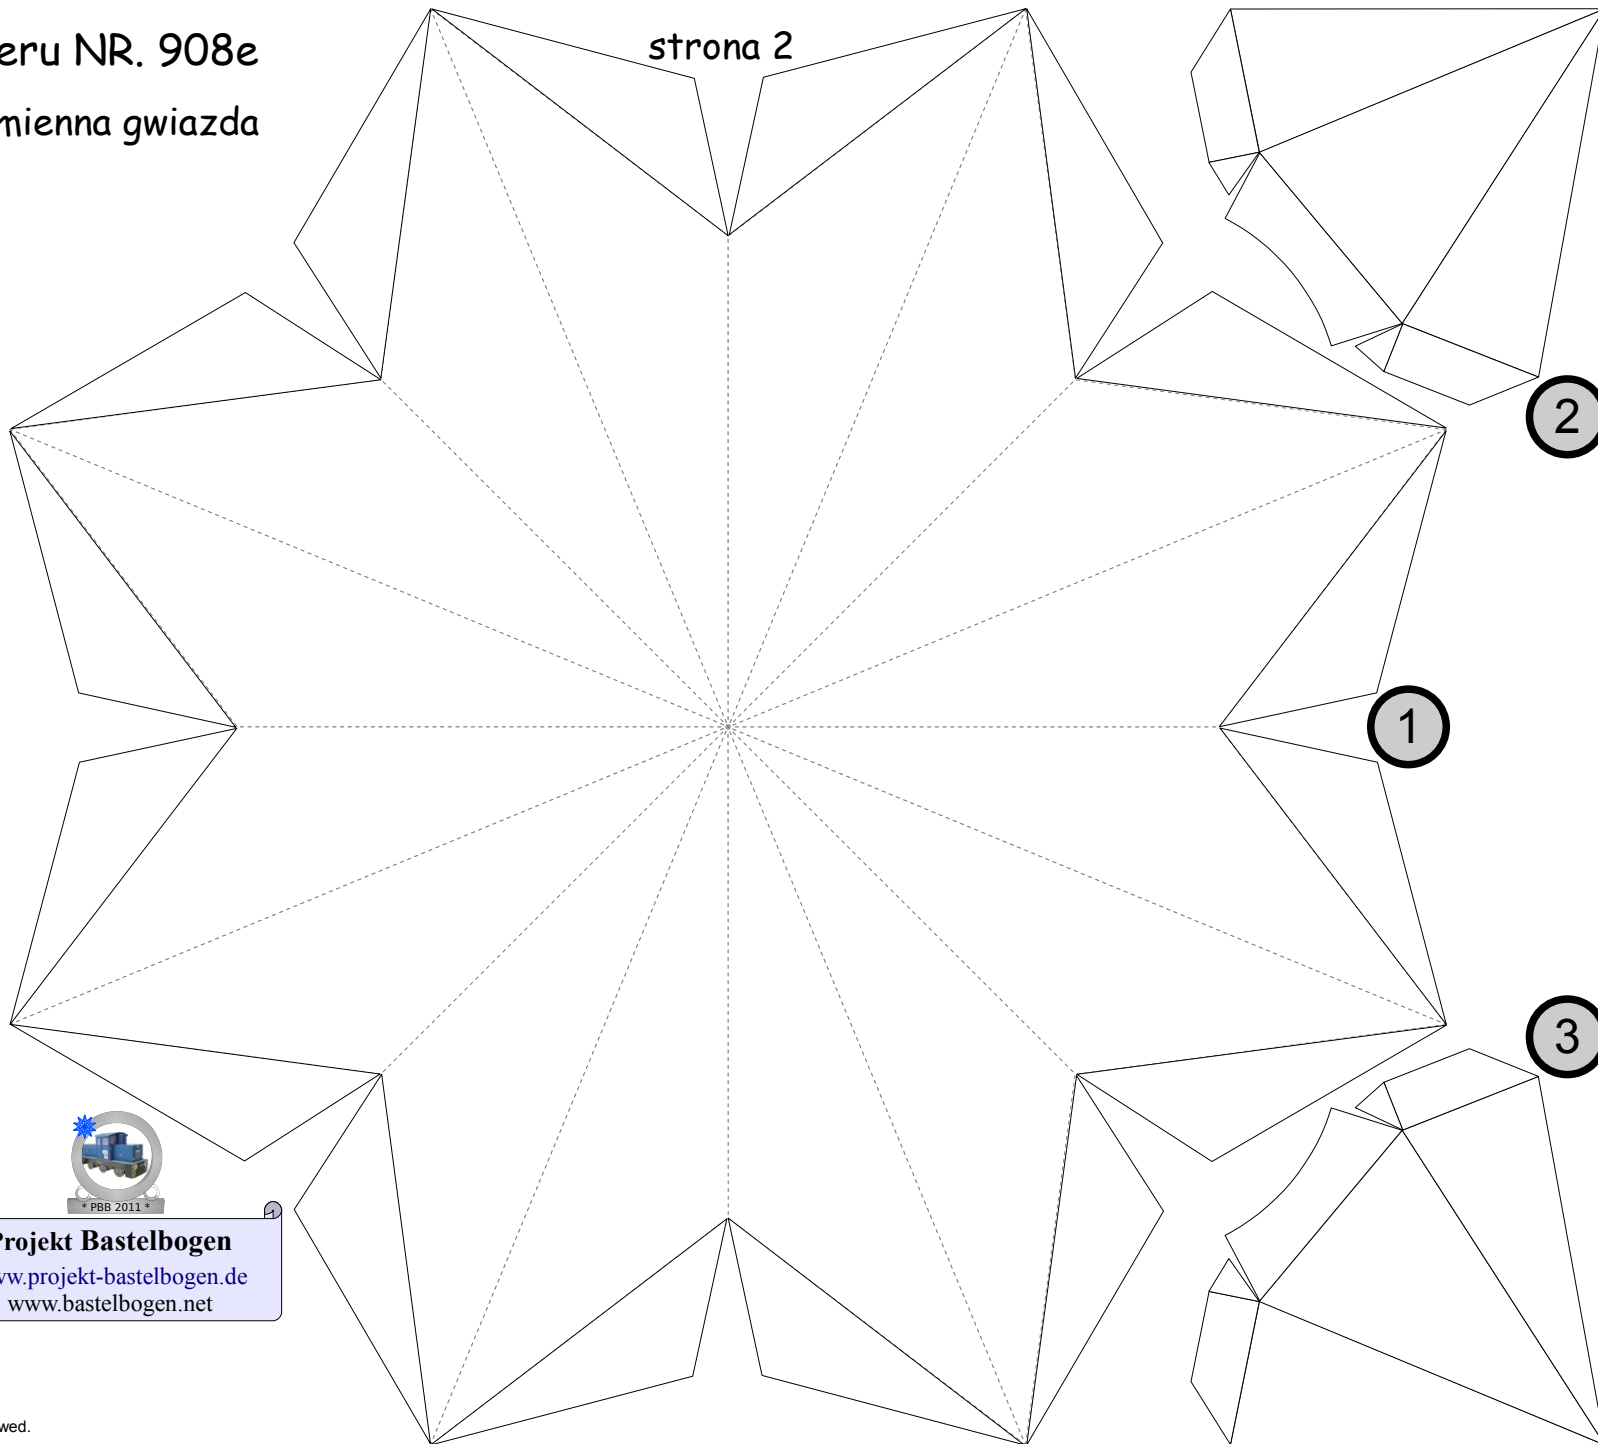 eru NR. 908e
mienna gwiazda
strona 2
2
1
3
* PBB 2011 *
Projekt Bastelbogen
ww.projekt-bastelbogen.de
www.bastelbogen.net
wed.